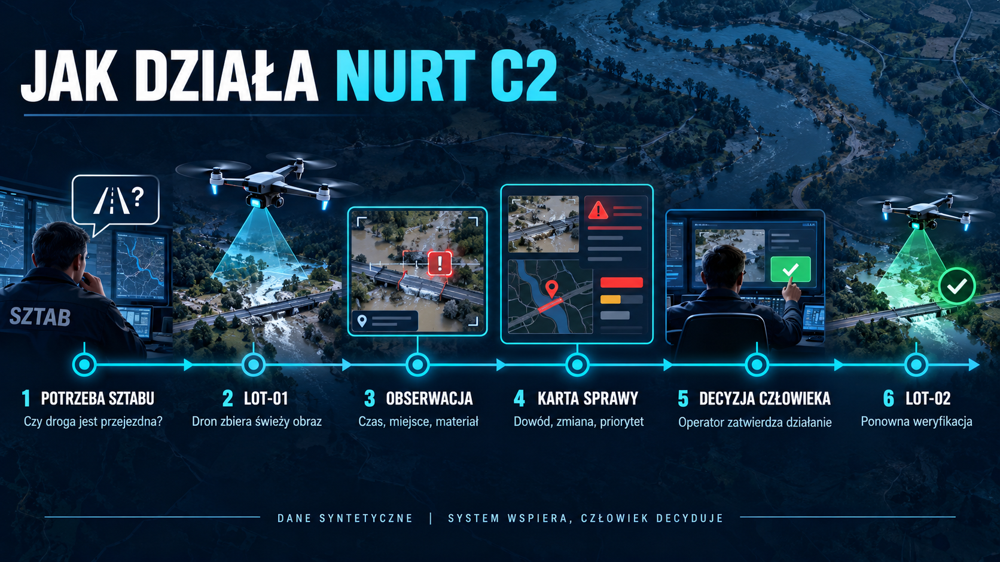 JAK DZIAŁA NURT C2
?
SZTAB
!
!
1 POTRZEBA SZTABU
Czy droga jest przejezdna?
2 LOT-01
Dron zbiera świeży obraz
3 OBSERWACJA
Czas, miejsce, materiał
4 KARTA SPRAWY
Dowód, zmiana, priorytet
5 DECYZJA CZŁOWIEKA
Operator zatwierdza działanie
6 LOT-02
Ponowna weryfikacja
DANE SYNTETYCZNE | SYSTEM WSPIERA, CZŁOWIEK DECYDUJE